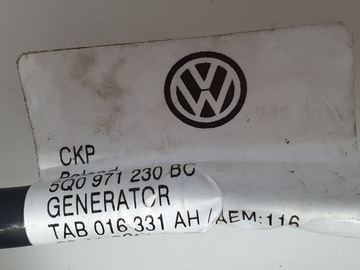 CKP
5Q0 971 230 BC
GENERATOR
TAB 016 331 AH / AEM: 116